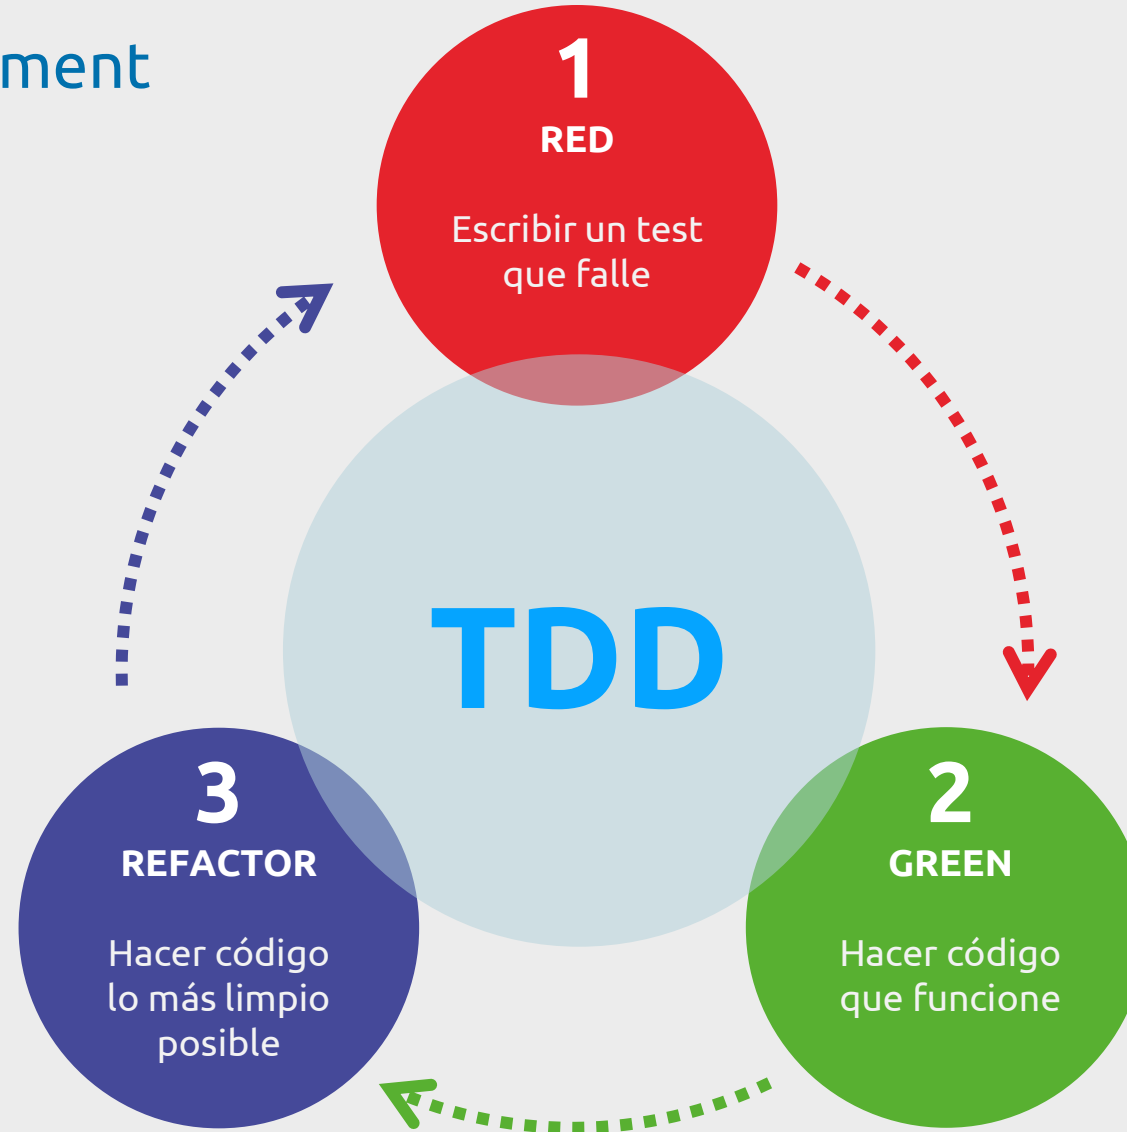 ment
1
RED
Escribir un test
que falle
TDD
3
REFACTOR
Hacer código
lo más limpio
posible
2
GREEN
Hacer código
que funcione